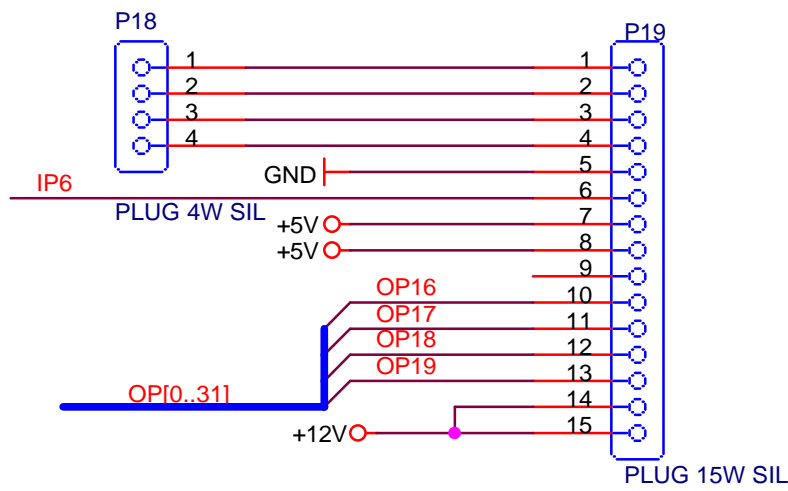 P18
P19
1 1
2 2
3 3
4 4
GND 5
IP6 6
PLUG 4W SIL
+5V 7
+5V 8
9
OP16 10
OP17 11
OP18 12
OP19 13
OP[0..31] 14
+12V 15
PLUG 15W SIL